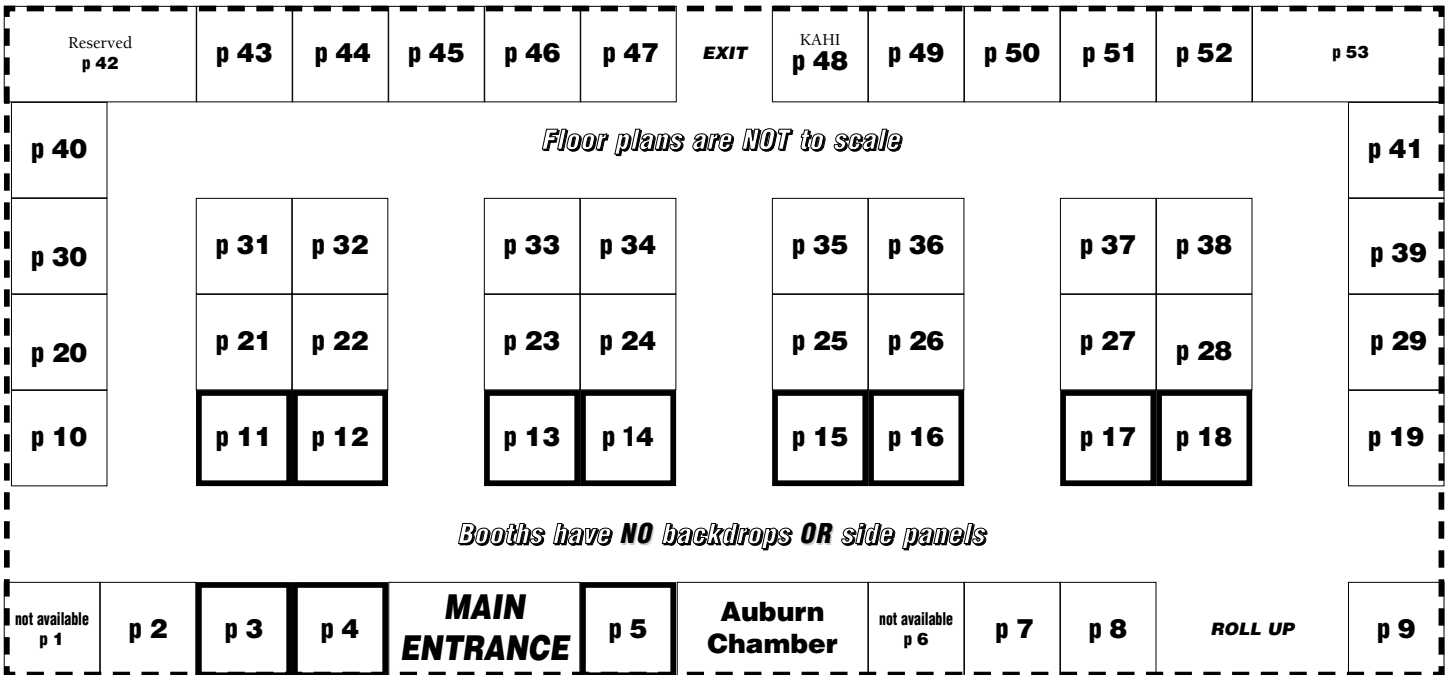 Reserved
p 42
p 43
p 44
p 45
p 46
p 47
EXIT
KAHI
p 48
p 49
p 50
p 51
p 52
p 53
p 40
Floor plans are NOT to scale
p 41
p 30
p 31
p 32
p 33
p 34
p 35
p 36
p 37
p 38
p 39
p 20
p 21
p 22
p 23
p 24
p 25
p 26
p 27
p 28
p 29
p 10
p 11
p 12
p 13
p 14
p 15
p 16
p 17
p 18
p 19
Booths have NO backdrops OR side panels
not available
p 1
p 2
p 3
p 4
MAIN
ENTRANCE
p 5
Auburn
Chamber
not available
p 6
p 7
p 8
ROLL UP
p 9